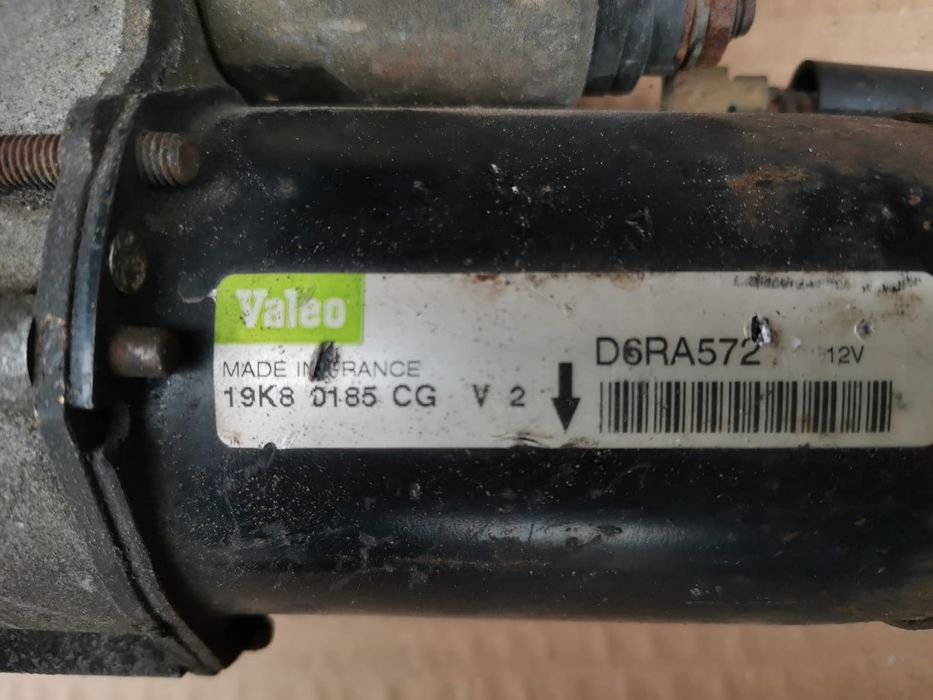 Valeo
D6RA572 12V
MADE IN FRANCE
19K8 0185 CG V 2